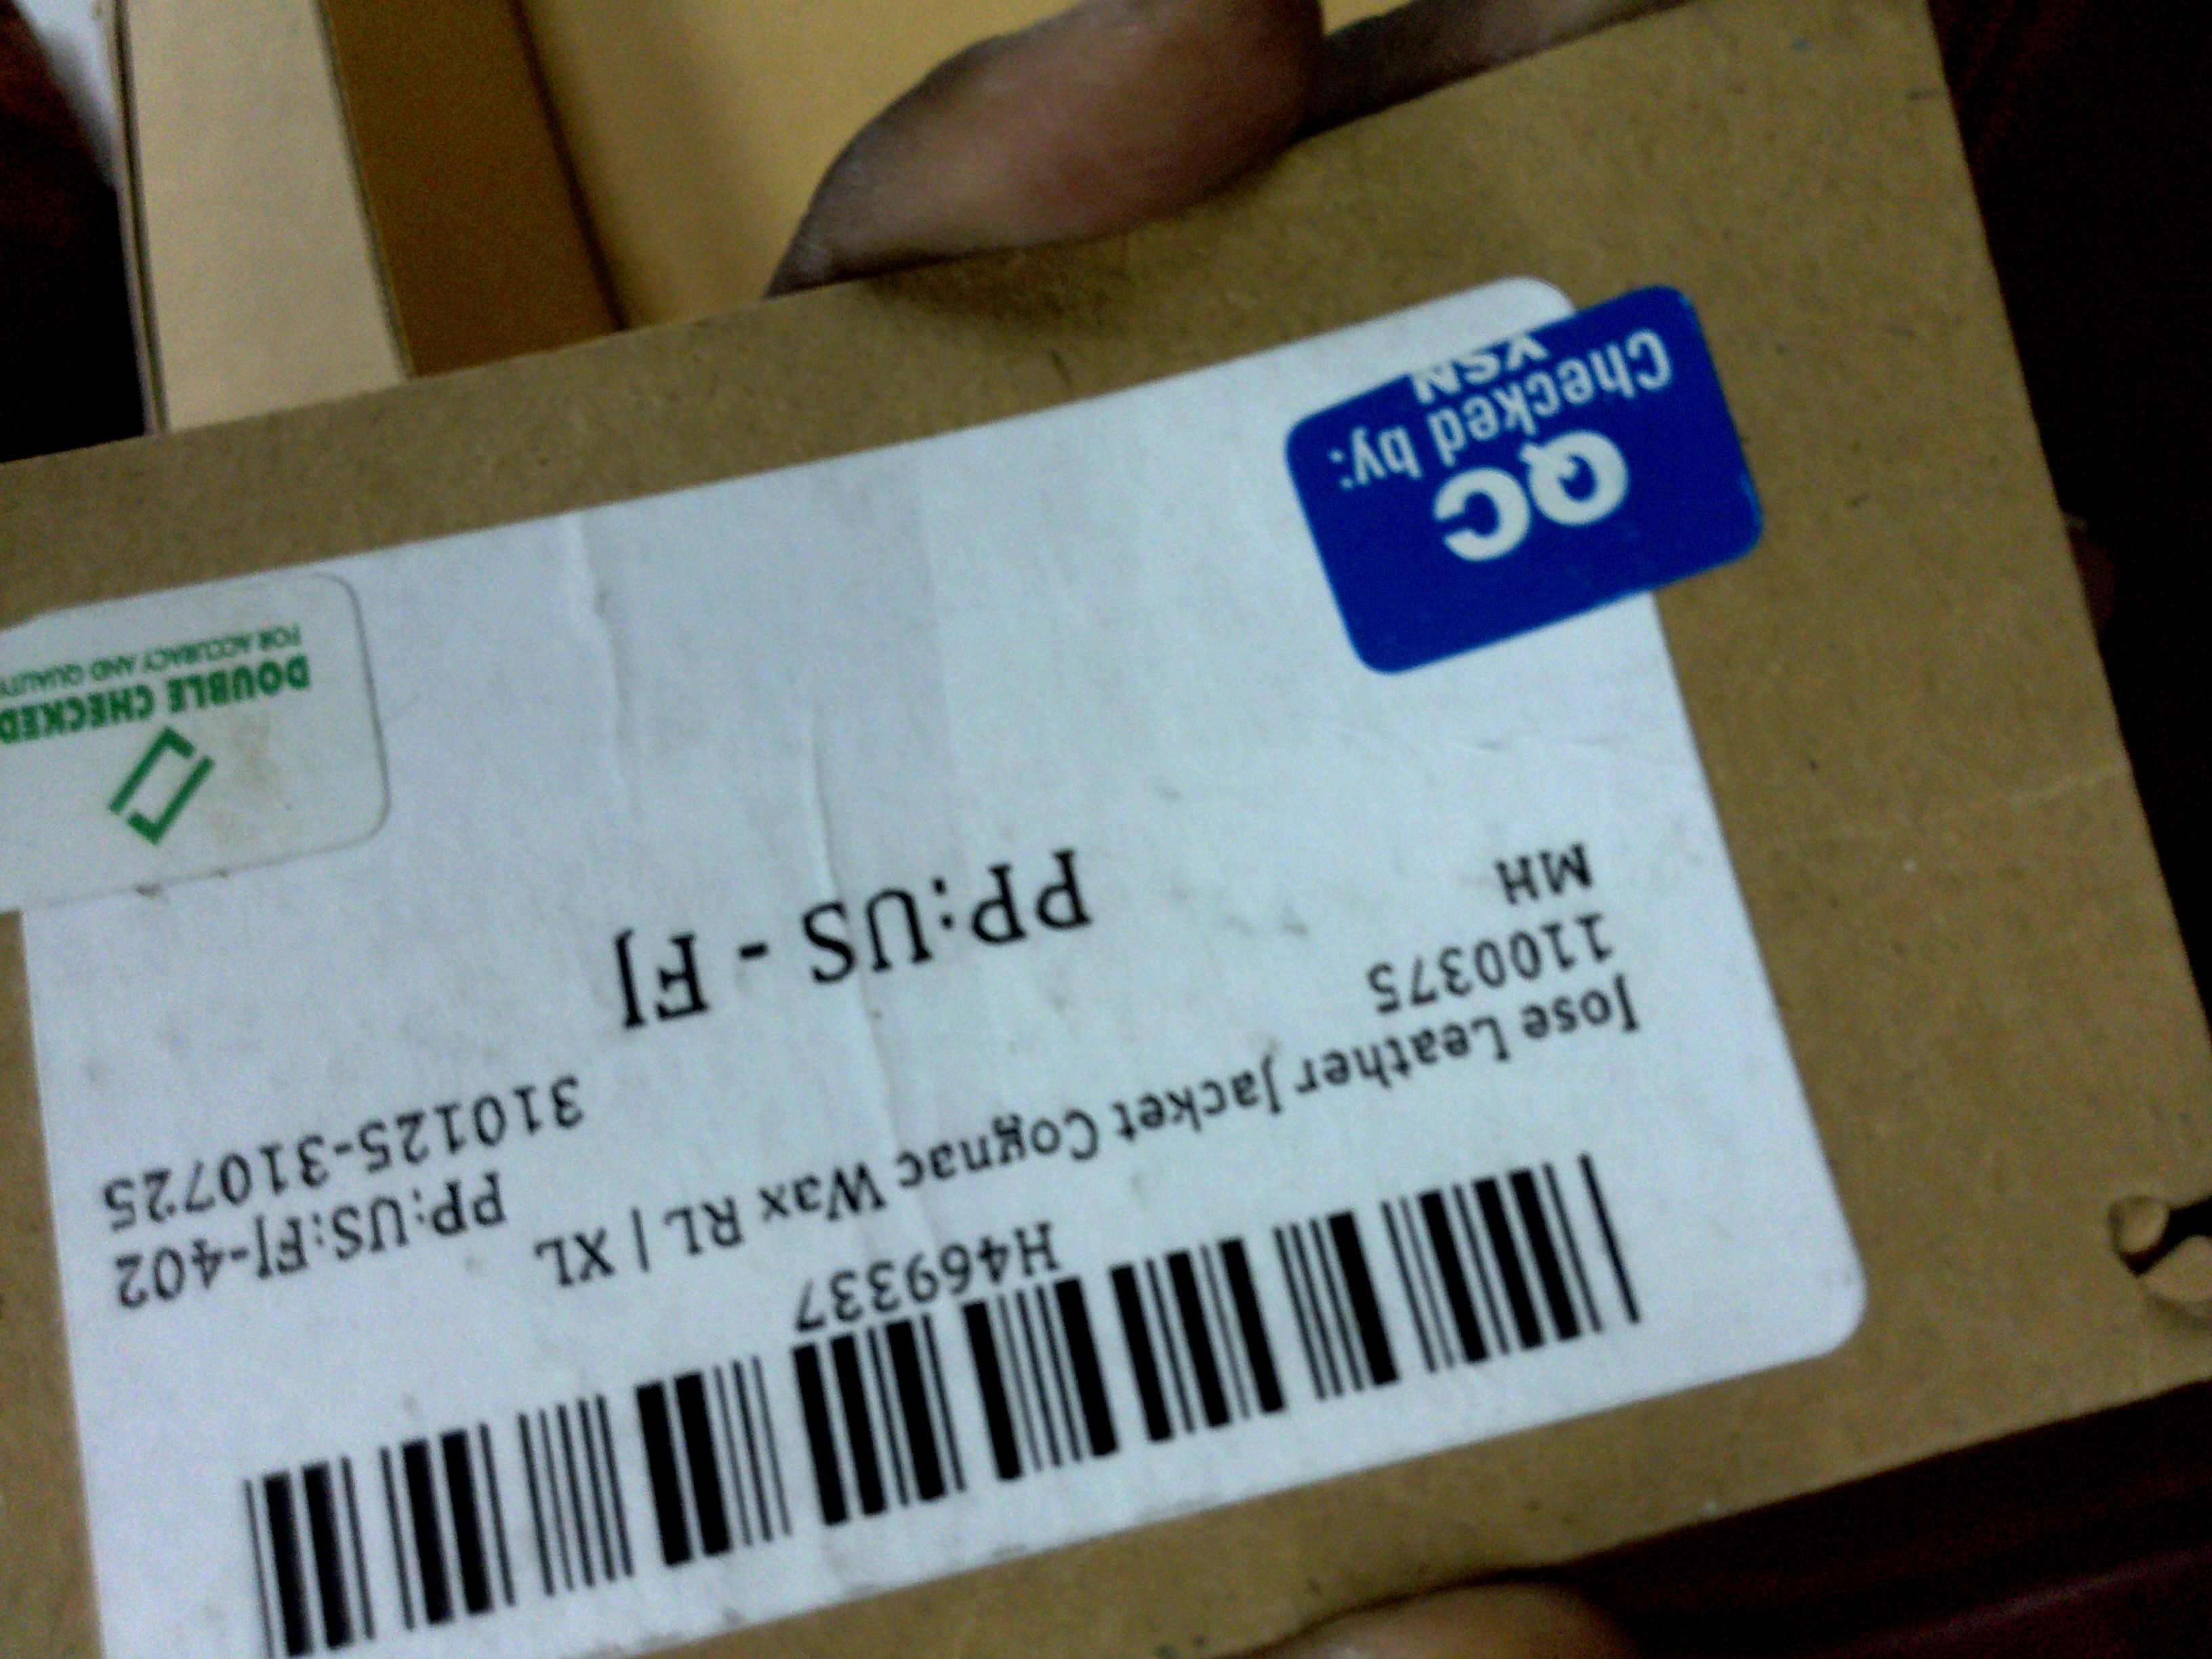 H469337
Jose Leather Jacket Cognac Wax RL | XL
1100375
PP:US:FJ-402
MH
310125-310725
PP:US - FJ
QC
Checked by:
VSN
DOUBLE CHECKED
FOR ACCURACY AND QUALITY